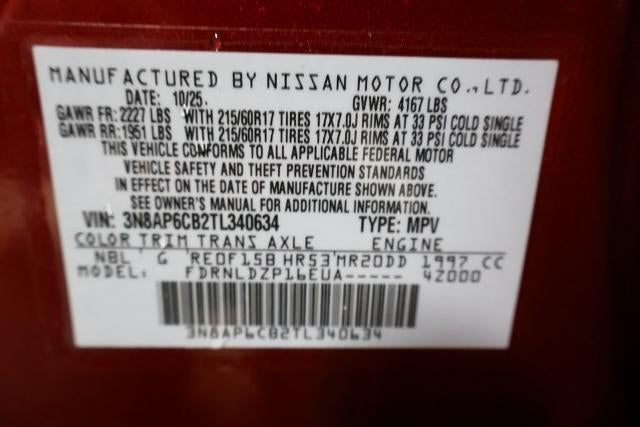 MANUFACTURED BY NISSAN MOTOR CO., LTD.
DATE: 10/25. GVWR: 4167 LBS
GAWR FR: 2227 LBS WITH 215/60R17 TIRES 17X7.0J RIMS AT 33 PSI COLD SINGLE
GAWR RR: 1951 LBS WITH 215/60R17 TIRES 17X7.0J RIMS AT 33 PSI COLD SINGLE
THIS VEHICLE CONFORMS TO ALL APPLICABLE FEDERAL MOTOR
VEHICLE SAFETY AND THEFT PREVENTION STANDARDS
IN EFFECT ON THE DATE OF MANUFACTURE SHOWN ABOVE.
SEE OWNER'S MANUAL FOR ADDITIONAL INFORMATION.
VIN: 3N8AP6CB2TL340634 TYPE: MPV
COLOR TRIM TRANS AXLE ENGINE
NBL G RE0F15B HR53 MR20DD 1997 CC
MODEL: FDRNLDZP16EUA----- 42000
3N8AP6CB2TL340634